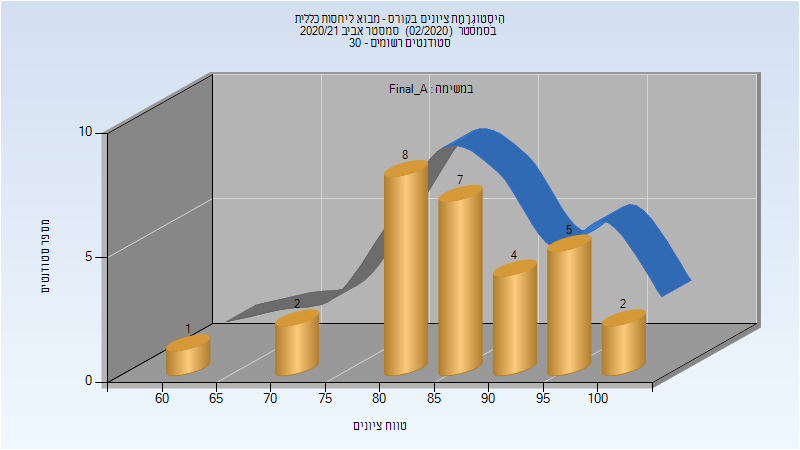 היסטוגרמת ציונים בקורס - מבוא ליחסות כללית
בסמסטר (02/2020) סמסטר אביב 2020/21
סטודנטים רשומים - 30
במשימה : Final_A
מספר סטודנטים
10
5
0
1
2
8
7
4
5
2
60 65 70 75 80 85 90 95 100
טווח ציונים